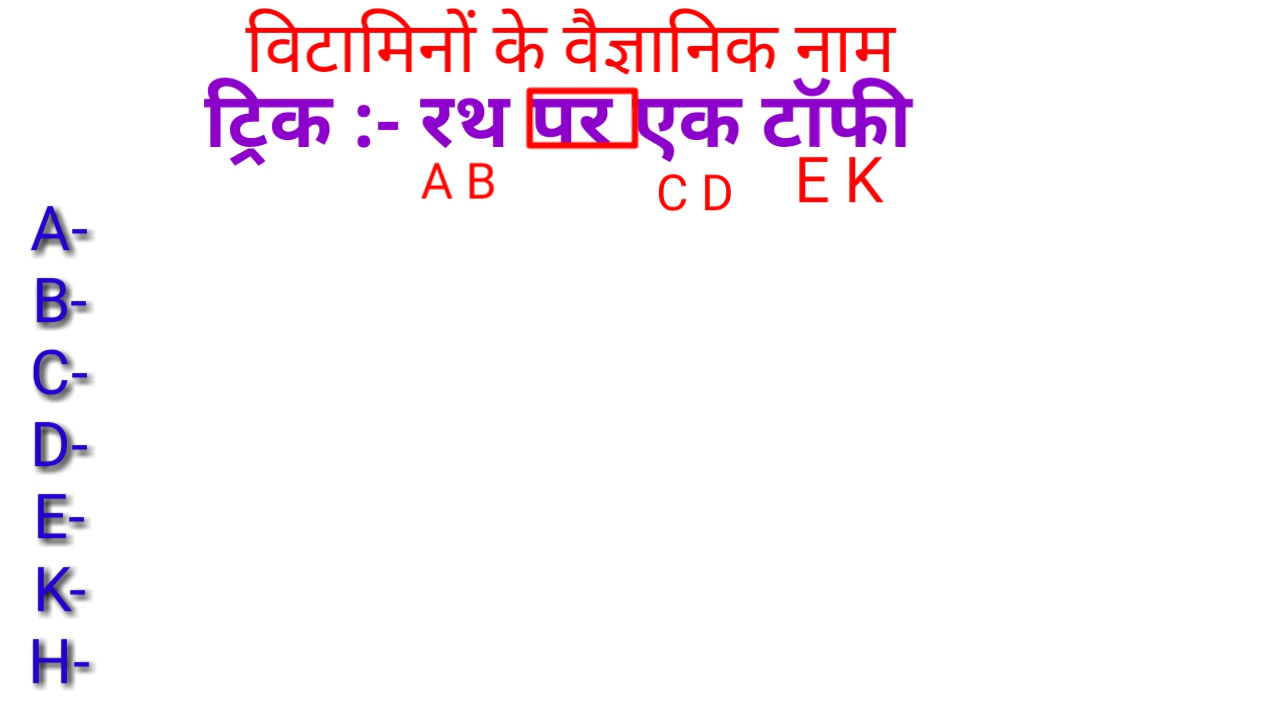 विटामिनों के वैज्ञानिक नाम
ट्रिक :- रथ पर एक टॉफी
A B C D E K
A-
B-
C-
D-
E-
K-
H-